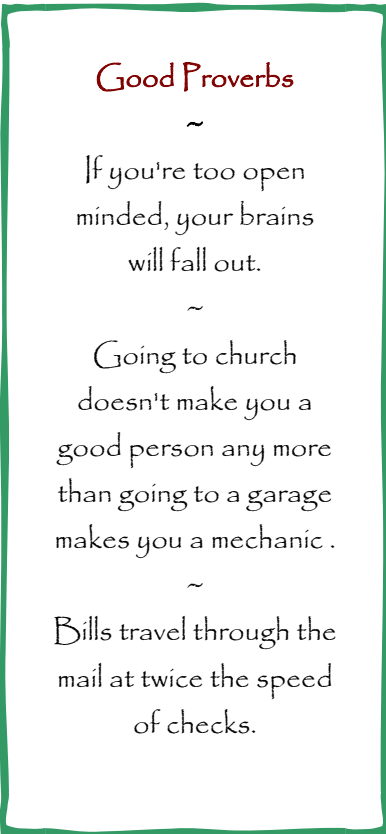 Good Proverbs
~
If you're too open
minded, your brains
will fall out.
~
Going to church
doesn't make you a
good person any more
than going to a garage
makes you a mechanic .
~
Bills travel through the
mail at twice the speed
of checks.